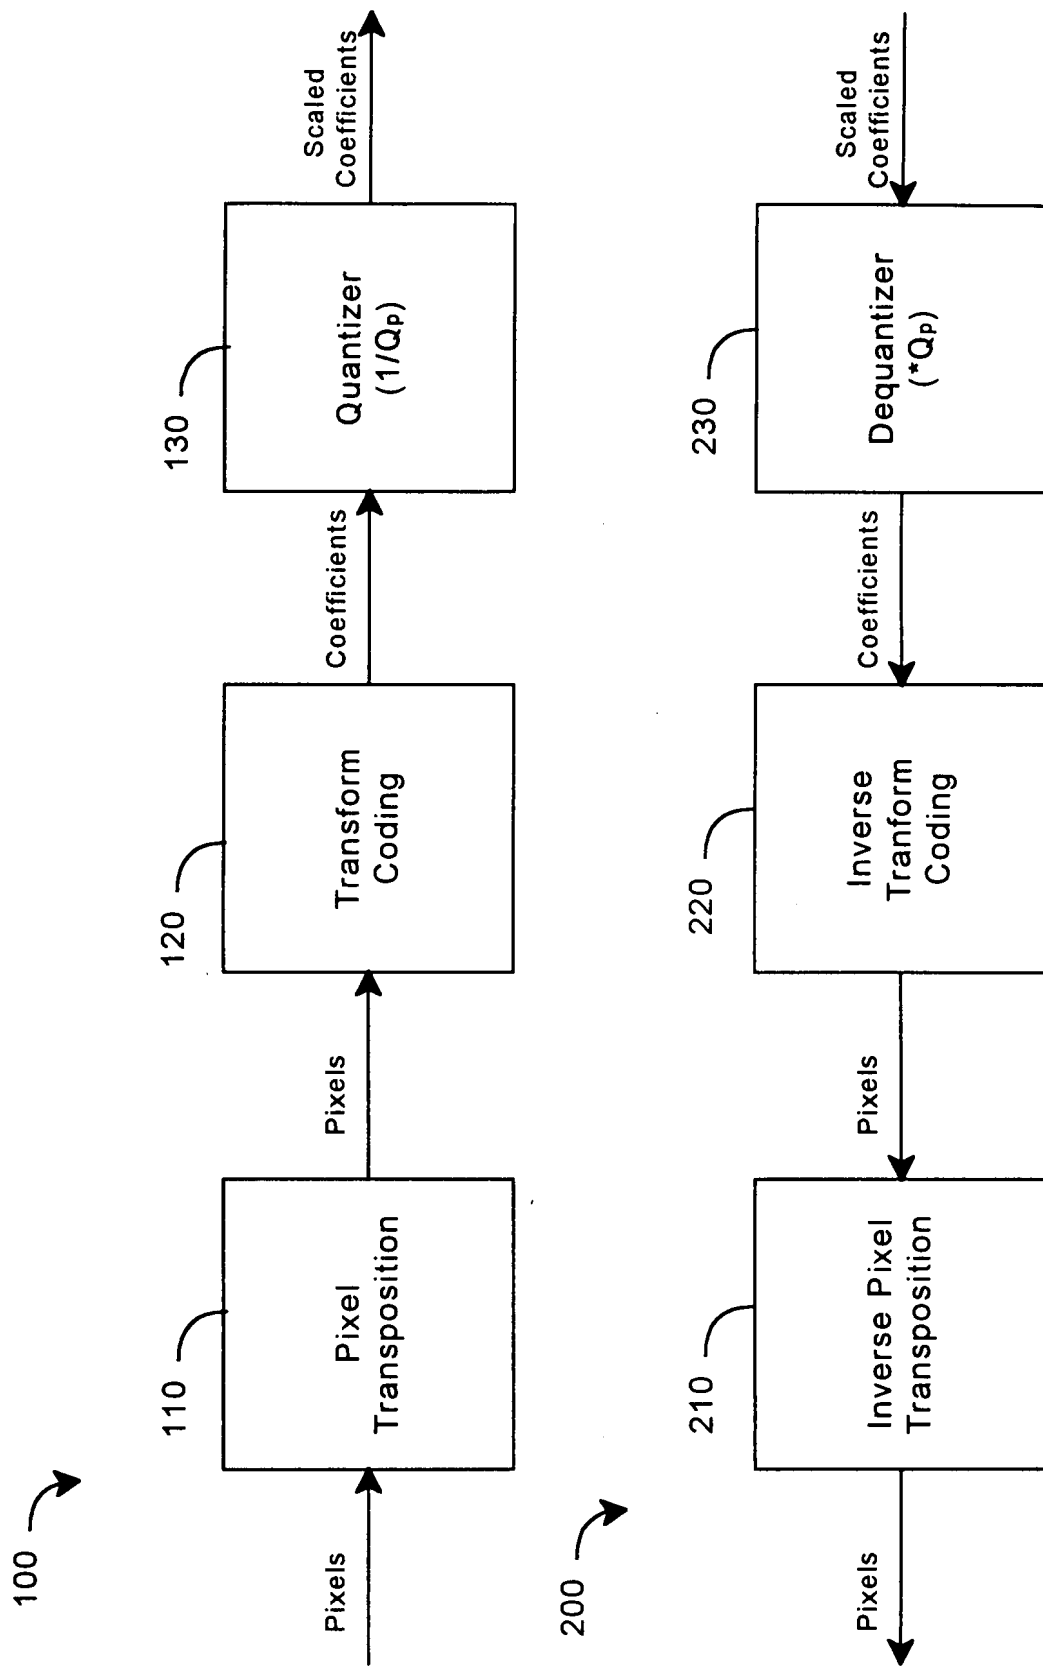 100
Pixels
110
Pixel
Transposition
Pixels
120
Transform
Coding
Coefficients
130
Quantizer
(1/Qp)
Scaled
Coefficients
200
Pixels
210
Inverse Pixel
Transposition
Pixels
220
Inverse
Tranform
Coding
Coefficients
230
Dequantizer
(*Qp)
Scaled
Coefficients